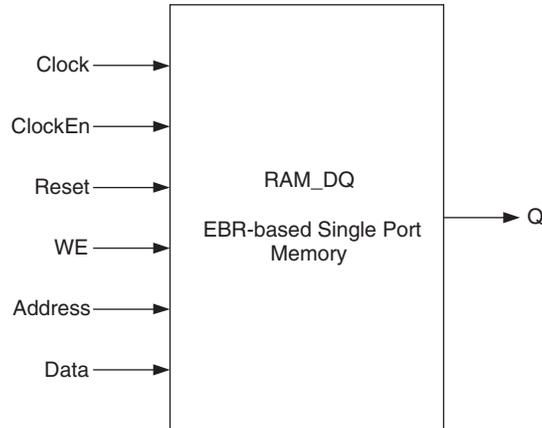 Clock
ClockEn
Reset
WE
Address
Data
RAM_DQ
EBR-based Single Port
Memory
Q